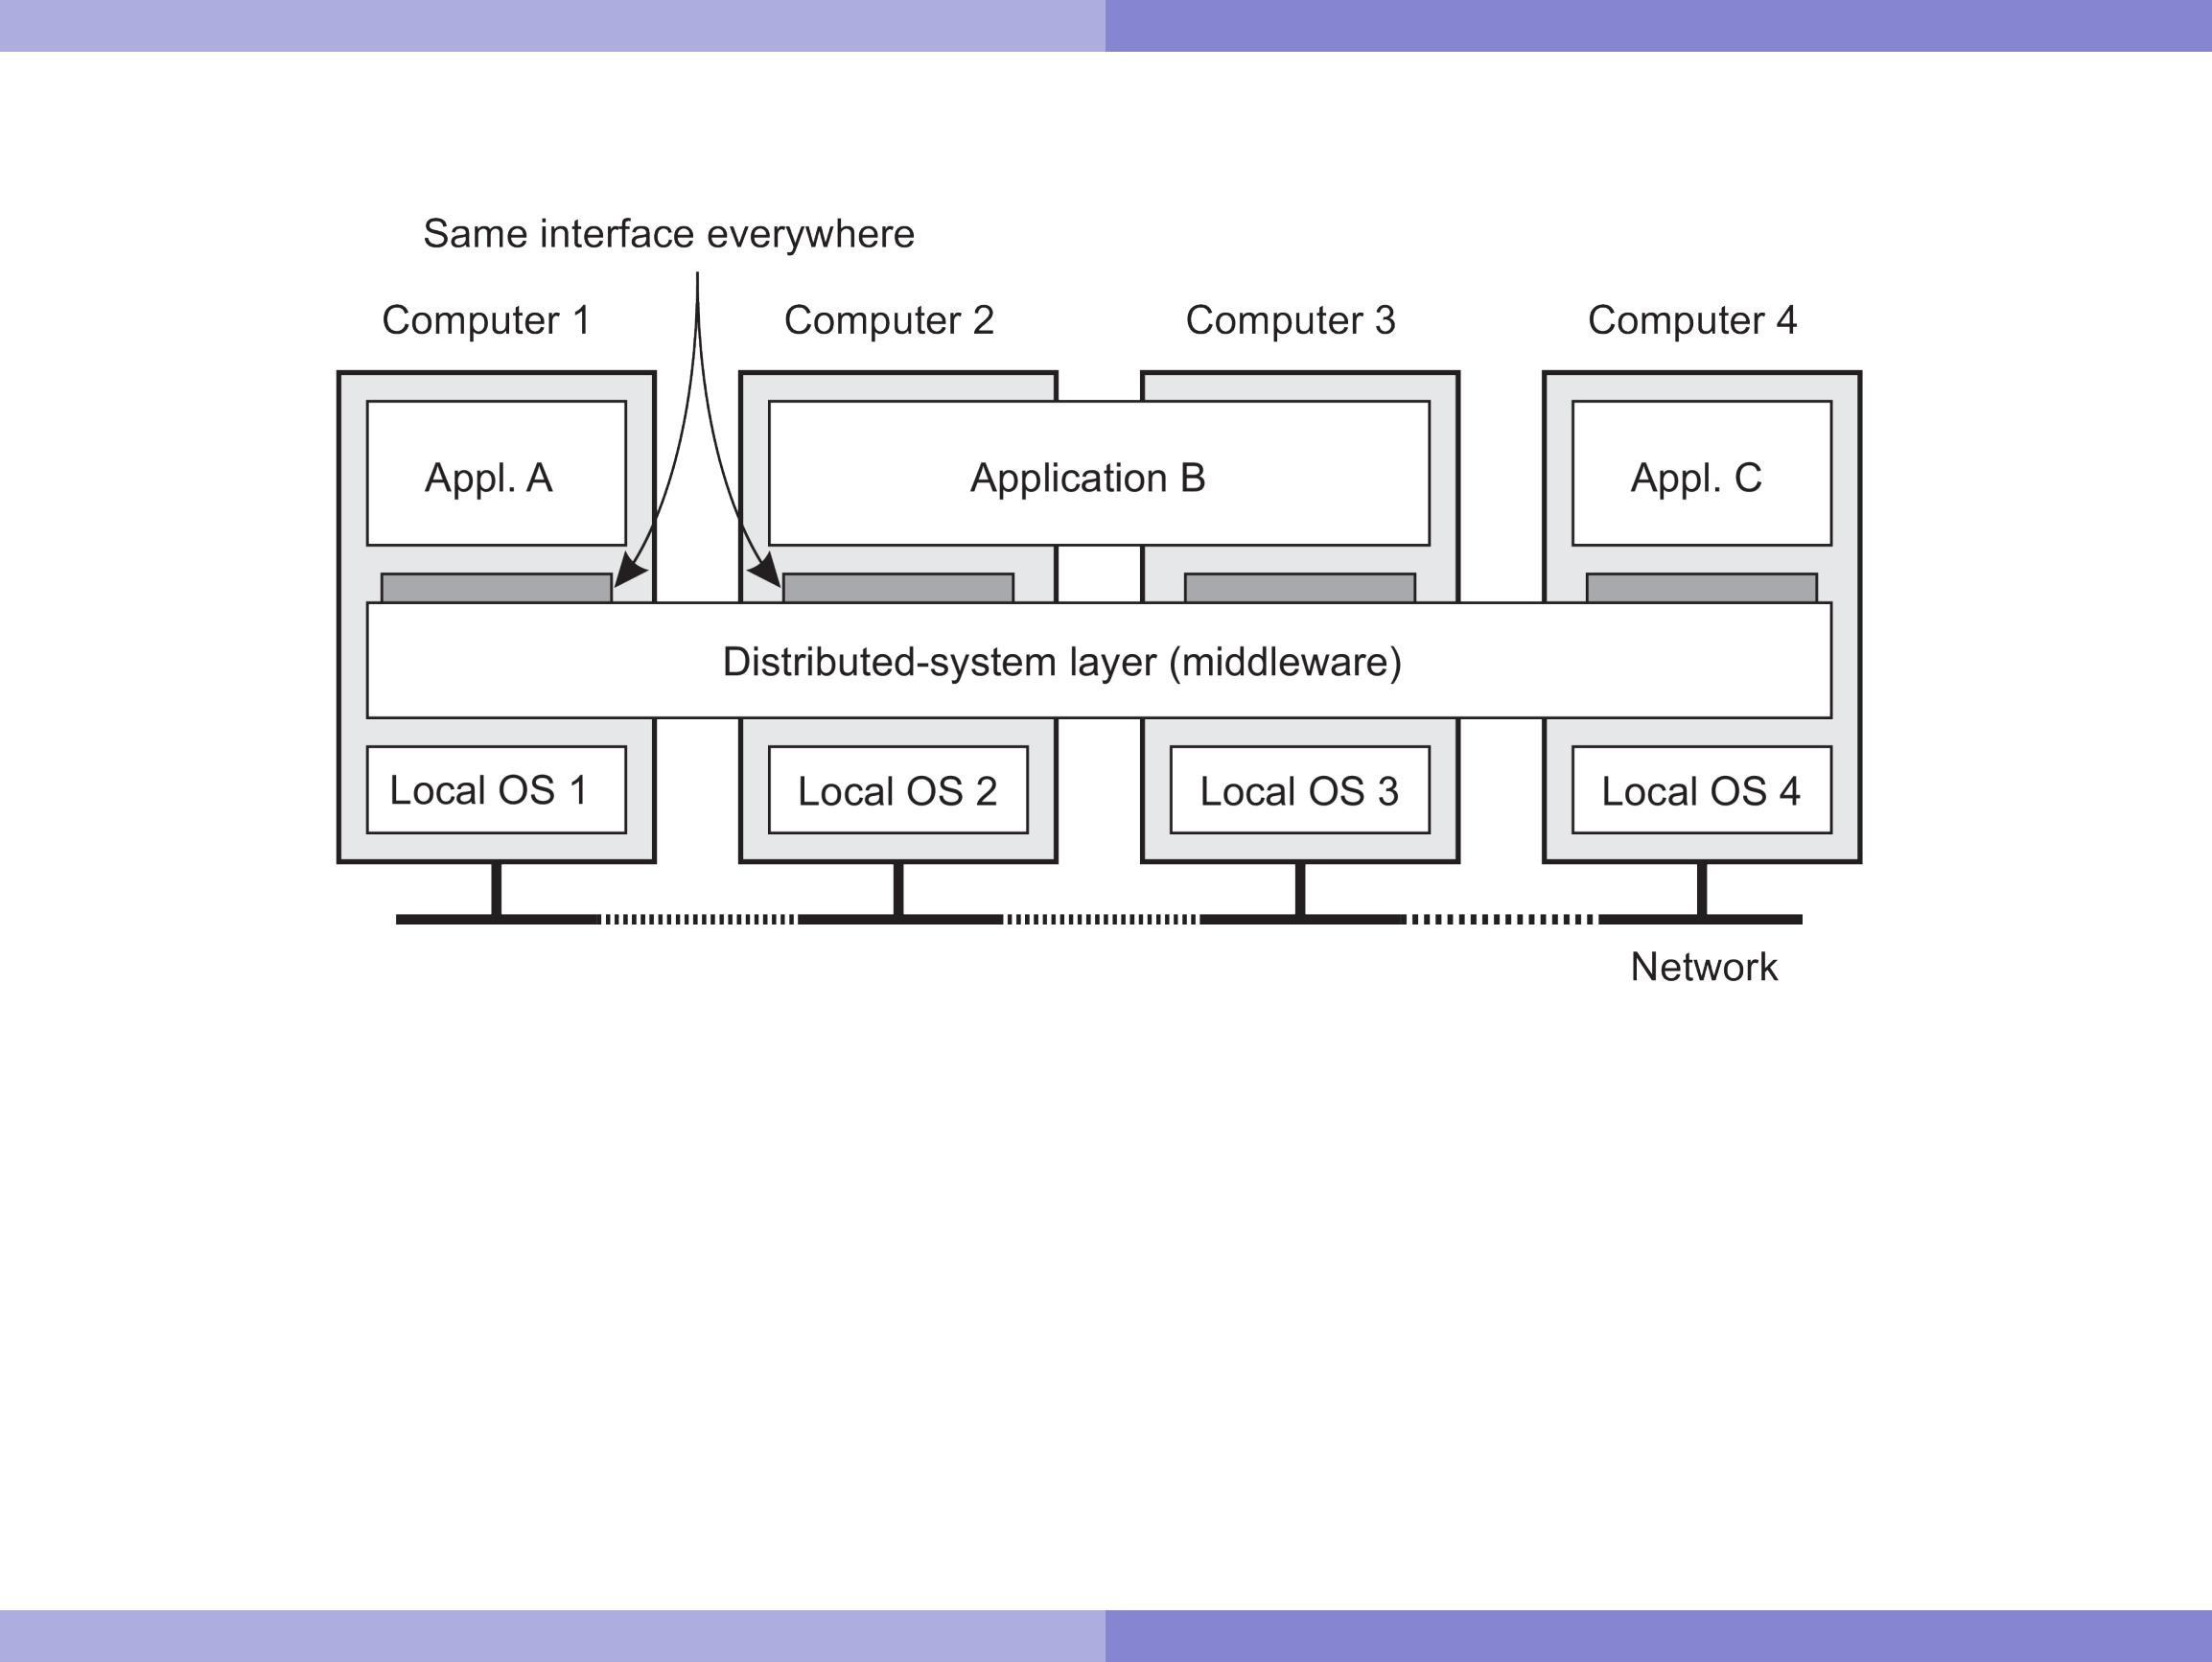 Same interface everywhere
Computer 1
Computer 2
Computer 3
Computer 4
Appl. A
Application B
Appl. C
Distributed-system layer (middleware)
Local OS 1
Local OS 2
Local OS 3
Local OS 4
Network